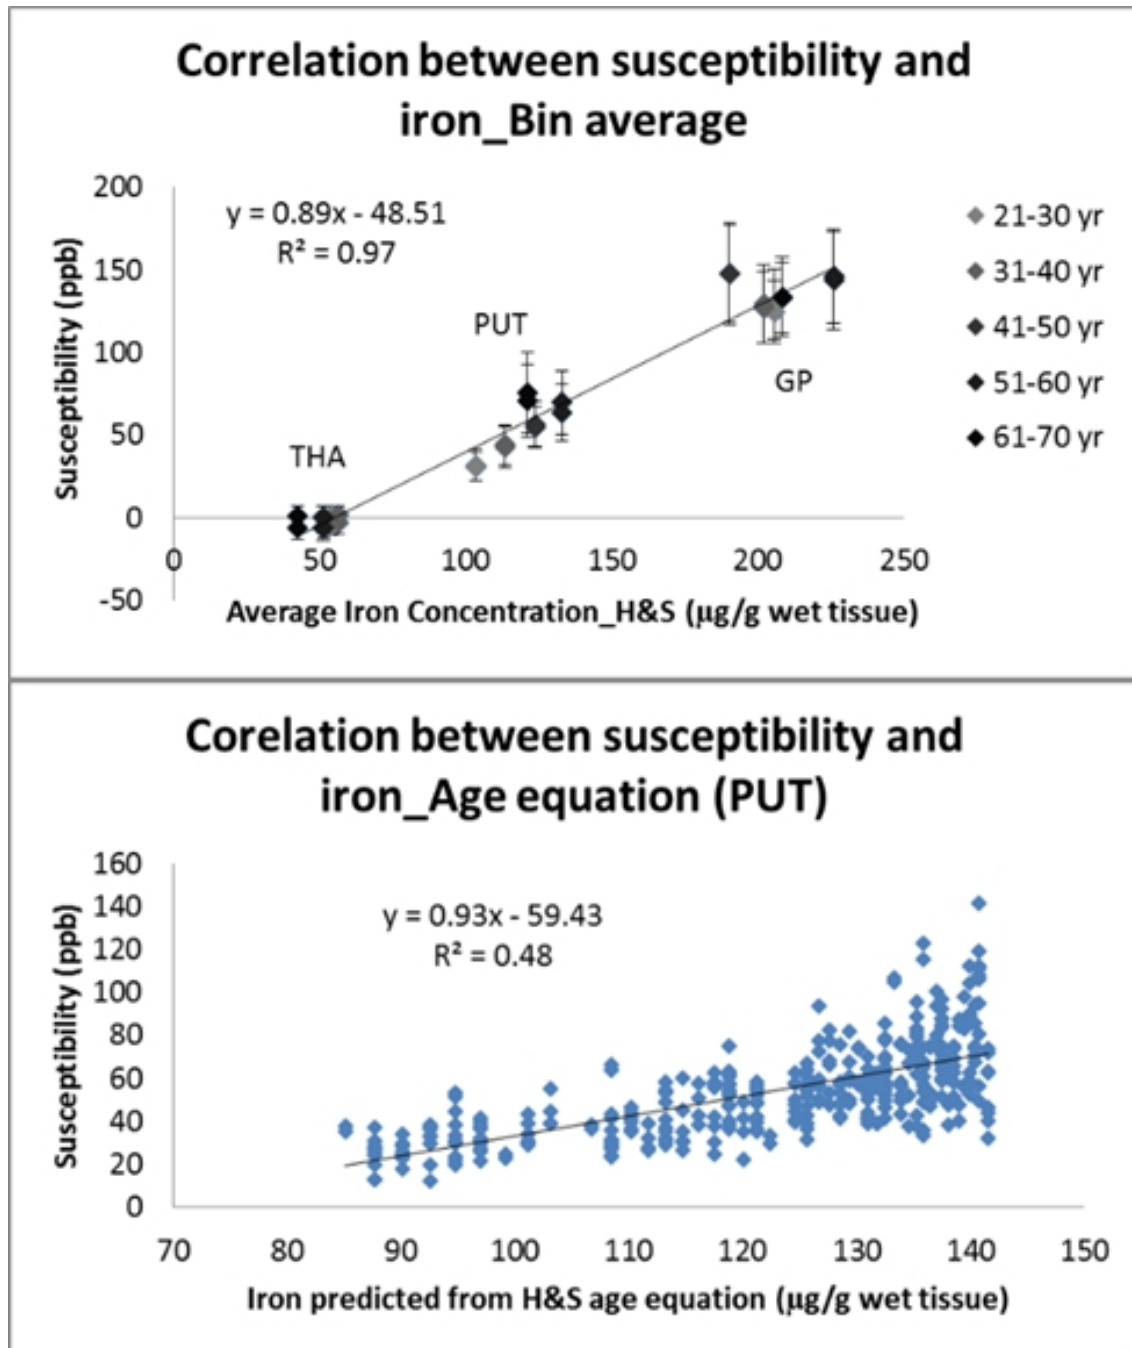 Correlation between susceptibility and
iron_Bin average
200
150
100
50
0
-50
Susceptibility (ppb)
y = 0.89x - 48.51
R² = 0.97
THA
PUT
GP
21-30 yr
31-40 yr
41-50 yr
51-60 yr
61-70 yr
0 50 100 150 200 250
Average Iron Concentration_H&S (µg/g wet tissue)
Corelation between susceptibility and
iron_Age equation (PUT)
160
140
120
100
80
60
40
20
0
Susceptibility (ppb)
y = 0.93x - 59.43
R² = 0.48
70 80 90 100 110 120 130 140 150
Iron predicted from H&S age equation (µg/g wet tissue)